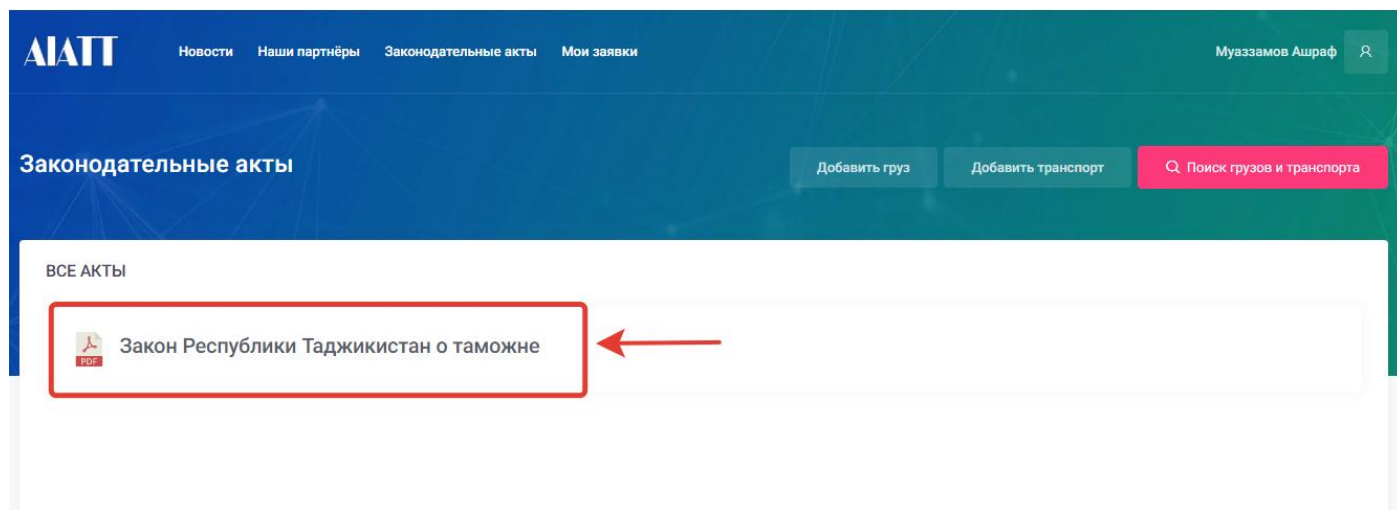 AIATT Новости Наши партнёры Законодательные акты Мои заявки Муаззамов Ашраф
Законодательные акты Добавить груз Добавить транспорт Поиск грузов и транспорта
ВСЕ АКТЫ
PDF Закон Республики Таджикистан о таможне